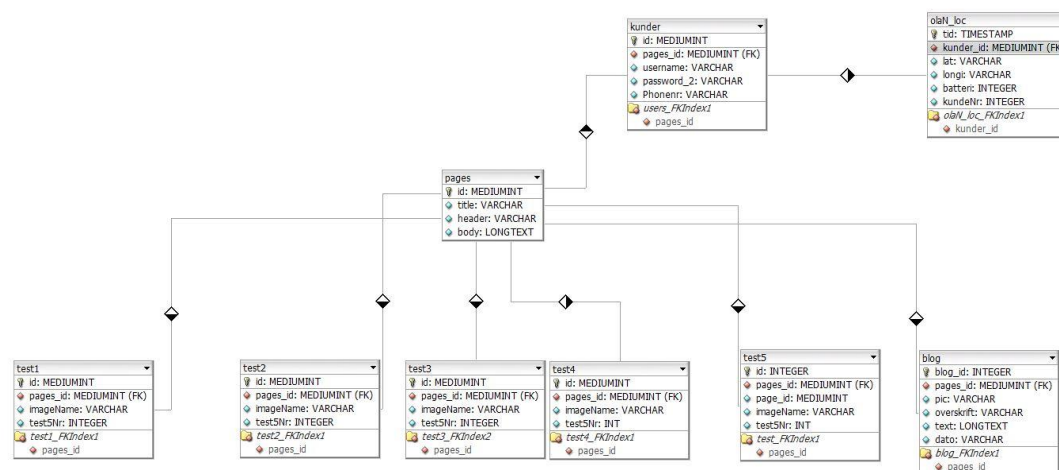 kunder
id: MEDIUMINT
pages_id: MEDIUMINT (FK)
username: VARCHAR
password_2: VARCHAR
Phonenr: VARCHAR
users_FKIndex1
pages_id
olaN_loc
tid: TIMESTAMP
kunder_id: MEDIUMINT (FK
lat: VARCHAR
longi: VARCHAR
batteri: INTEGER
kundeNr: INTEGER
olaN_loc_FKIndex1
kunder_id
pages
id: MEDIUMINT
title: VARCHAR
header: VARCHAR
body: LONGTEXT
test1
id: MEDIUMINT
pages_id: MEDIUMINT (FK)
imageName: VARCHAR
test5Nr: INTEGER
test1_FKIndex1
pages_id
test2
id: MEDIUMINT
pages_id: MEDIUMINT (FK)
imageName: VARCHAR
test5Nr: INTEGER
test2_FKIndex1
pages_id
test3
id: MEDIUMINT
pages_id: MEDIUMINT (FK)
imageName: VARCHAR
test5Nr: INTEGER
test3_FKIndex2
pages_id
test4
id: MEDIUMINT
pages_id: MEDIUMINT (FK)
imageName: VARCHAR
test5Nr: INT
test4_FKIndex1
pages_id
test5
id: INTEGER
pages_id: MEDIUMINT (FK)
page_id: MEDIUMINT
imageName: VARCHAR
test5Nr: INT
test_FKIndex1
pages_id
blog
blog_id: INTEGER
pages_id: MEDIUMINT (FK)
pic: VARCHAR
overskrift: VARCHAR
text: LONGTEXT
dato: VARCHAR
blog_FKIndex1
pages_id